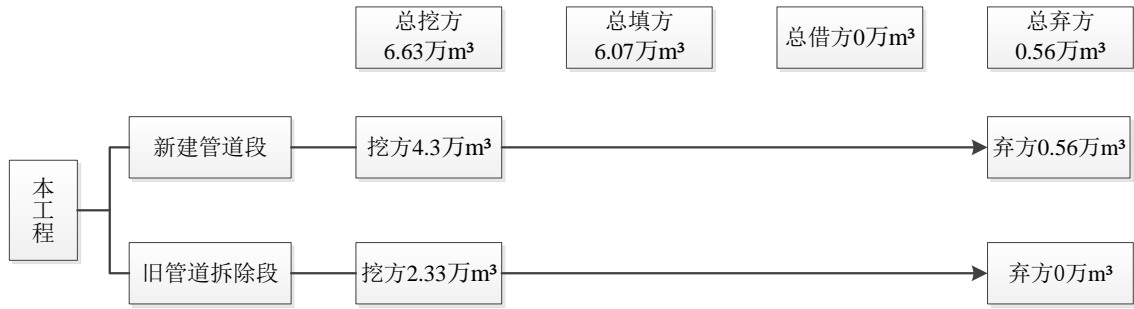 总挖方
6.63万m³
总填方
6.07万m³
总借方0万m³
总弃方
0.56万m³
新建管道段
挖方4.3万m³
弃方0.56万m³
本
工
程
旧管道拆除段
挖方2.33万m³
弃方0万m³